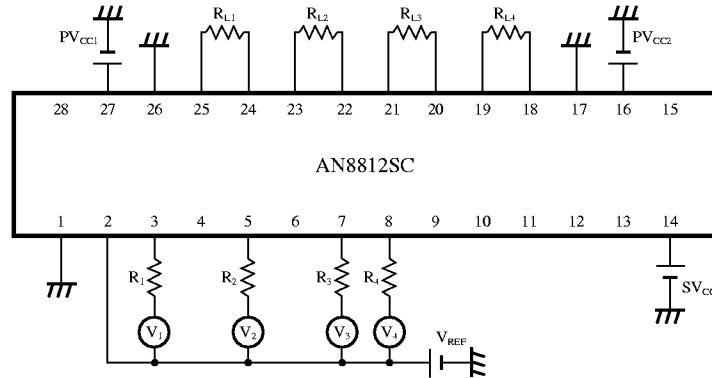 PVCC1 RL1 RL2 RL3 RL4 PVCC2
28 27 26 25 24 23 22 21 20 19 18 17 16 15
AN8812SC
1 2 3 4 5 6 7 8 9 10 11 12 13 14
R1 R2 R3 R4 SVCC
V1 V2 V3 V4 VREF